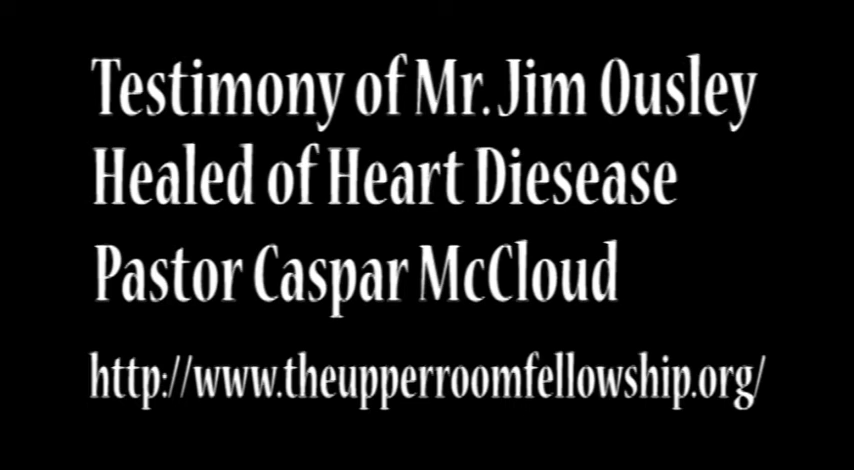 Testimony of Mr. Jim Ousley
Healed of Heart Diesease
Pastor Caspar McCloud
http://www.theupperroomfellowship.org/